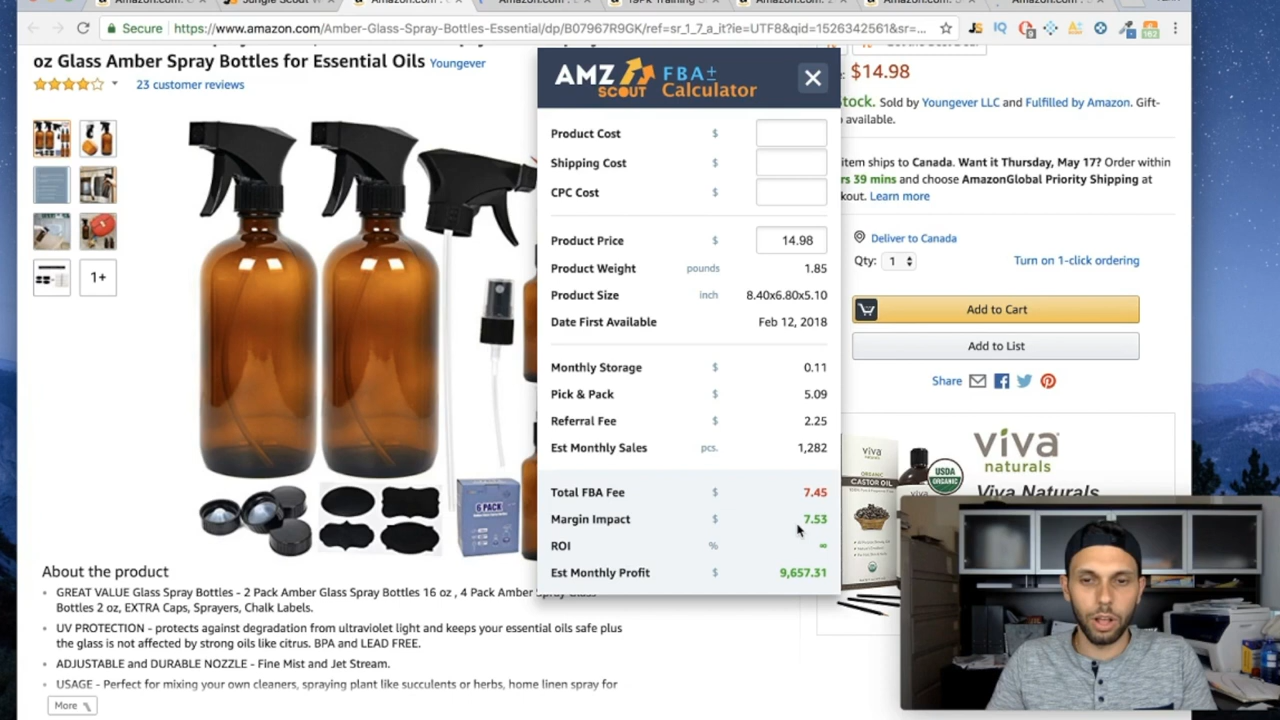 Secure
https://www.amazon.com/Amber-Glass-Spray-Bottles-Essential/dp/B07967R9GK/ref=sr_1_7_a_it?ie=UTF8&qid=1526342561&sr=...
oz Glass Amber Spray Bottles for Essential Oils Youngever
23 customer reviews
1+
6 PACK
About the product
• GREAT VALUE Glass Spray Bottles - 2 Pack Amber Glass Spray Bottles 16 oz , 4 Pack Amber Spray Glass
Bottles 2 oz, EXTRA Caps, Sprayers, Chalk Labels.
• UV PROTECTION - protects against degradation from ultraviolet light and keeps your essential oils safe plus
the glass is not affected by strong oils like citrus. BPA and LEAD FREE.
• ADJUSTABLE and DURABLE NOZZLE - Fine Mist and Jet Stream.
• USAGE - Perfect for mixing your own cleaners, spraying plant like succulents or herbs, home linen spray for
More
AMZ SCOUT FBA± Calculator
Product Cost $
Shipping Cost $
CPC Cost $
Product Price $ 14.98
Product Weight pounds 1.85
Product Size inch 8.40x6.80x5.10
Date First Available Feb 12, 2018
Monthly Storage $ 0.11
Pick & Pack $ 5.09
Referral Fee $ 2.25
Est Monthly Sales pcs. 1,282
Total FBA Fee $ 7.45
Margin Impact $ 7.53
ROI % ∞
Est Monthly Profit $ 9,657.31
$14.98
tock. Sold by Youngever LLC and Fulfilled by Amazon. Gift-
available.
item ships to Canada. Want it Thursday, May 17? Order within
rs 39 mins and choose AmazonGlobal Priority Shipping at
kout. Learn more
Deliver to Canada
Qty: 1
Turn on 1-click ordering
Add to Cart
Add to List
Share
viva
naturals
ORGANIC
CASTOR OIL
USDA
ORGANIC
viva
naturals
Viva Naturals